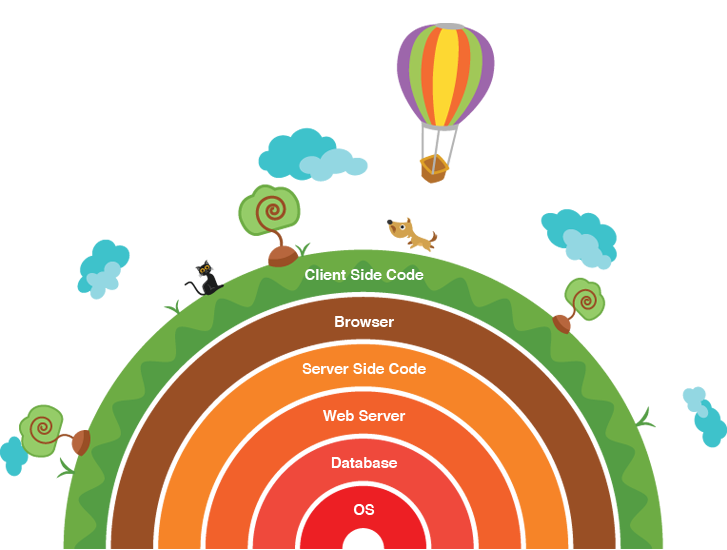 Client Side Code
Browser
Server Side Code
Web Server
Database
OS